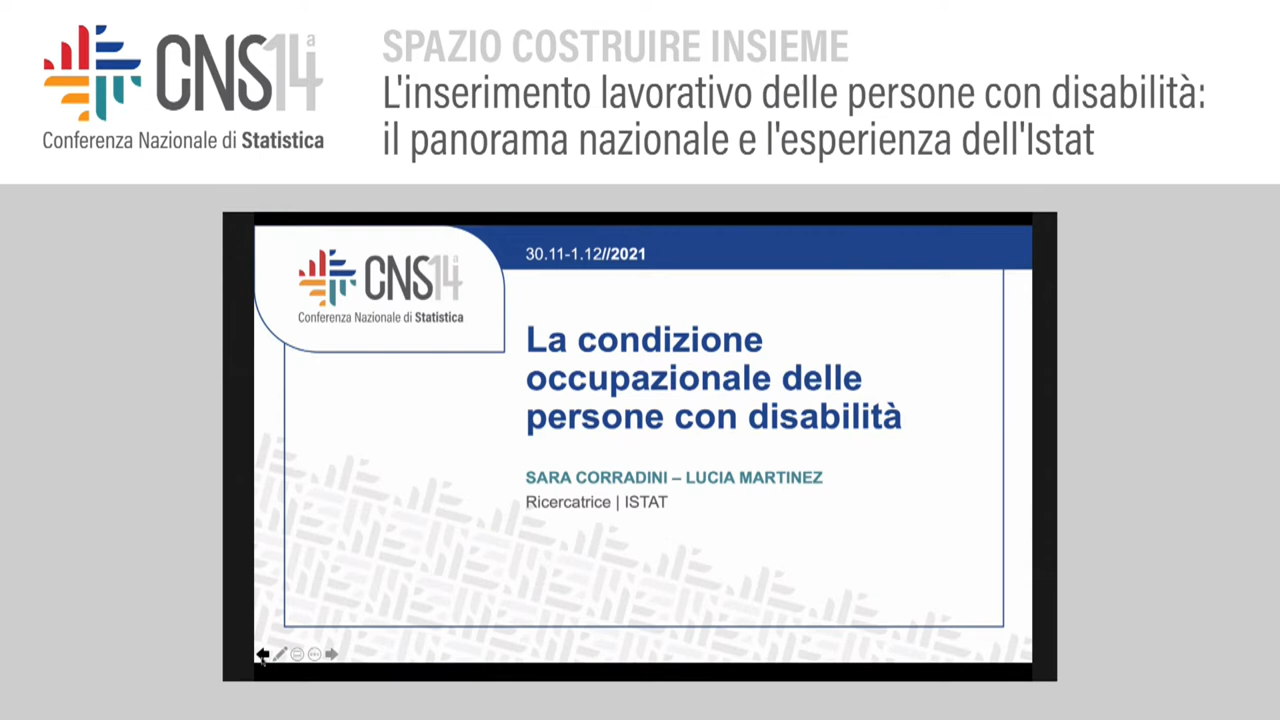 CNS14a
Conferenza Nazionale di Statistica
SPAZIO COSTRUIRE INSIEME
L'inserimento lavorativo delle persone con disabilità:
il panorama nazionale e l'esperienza dell'Istat
30.11-1.12//2021
CNS14a
Conferenza Nazionale di Statistica
La condizione
occupazionale delle
persone con disabilità
SARA CORRADINI – LUCIA MARTINEZ
Ricercatrice | ISTAT